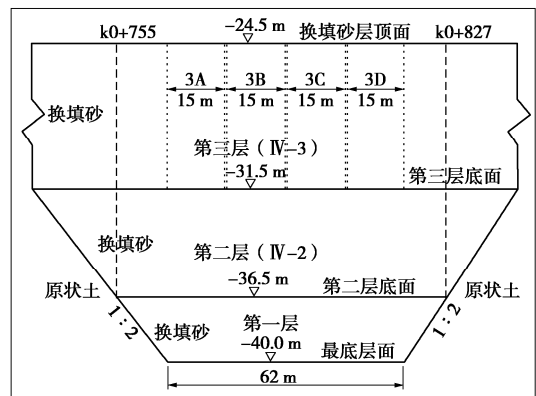 k0+755
-24.5 m
换填砂层顶面
k0+827
3A
3B
3C
3D
15 m
15 m
15 m
15 m
换填砂
第三层（Ⅳ-3）
-31.5 m
第三层底面
换填砂
第二层（Ⅳ-2）
-36.5 m
第二层底面
原状土
原状土
1:2
1:2
换填砂
第一层
-40.0 m
最底层面
62 m